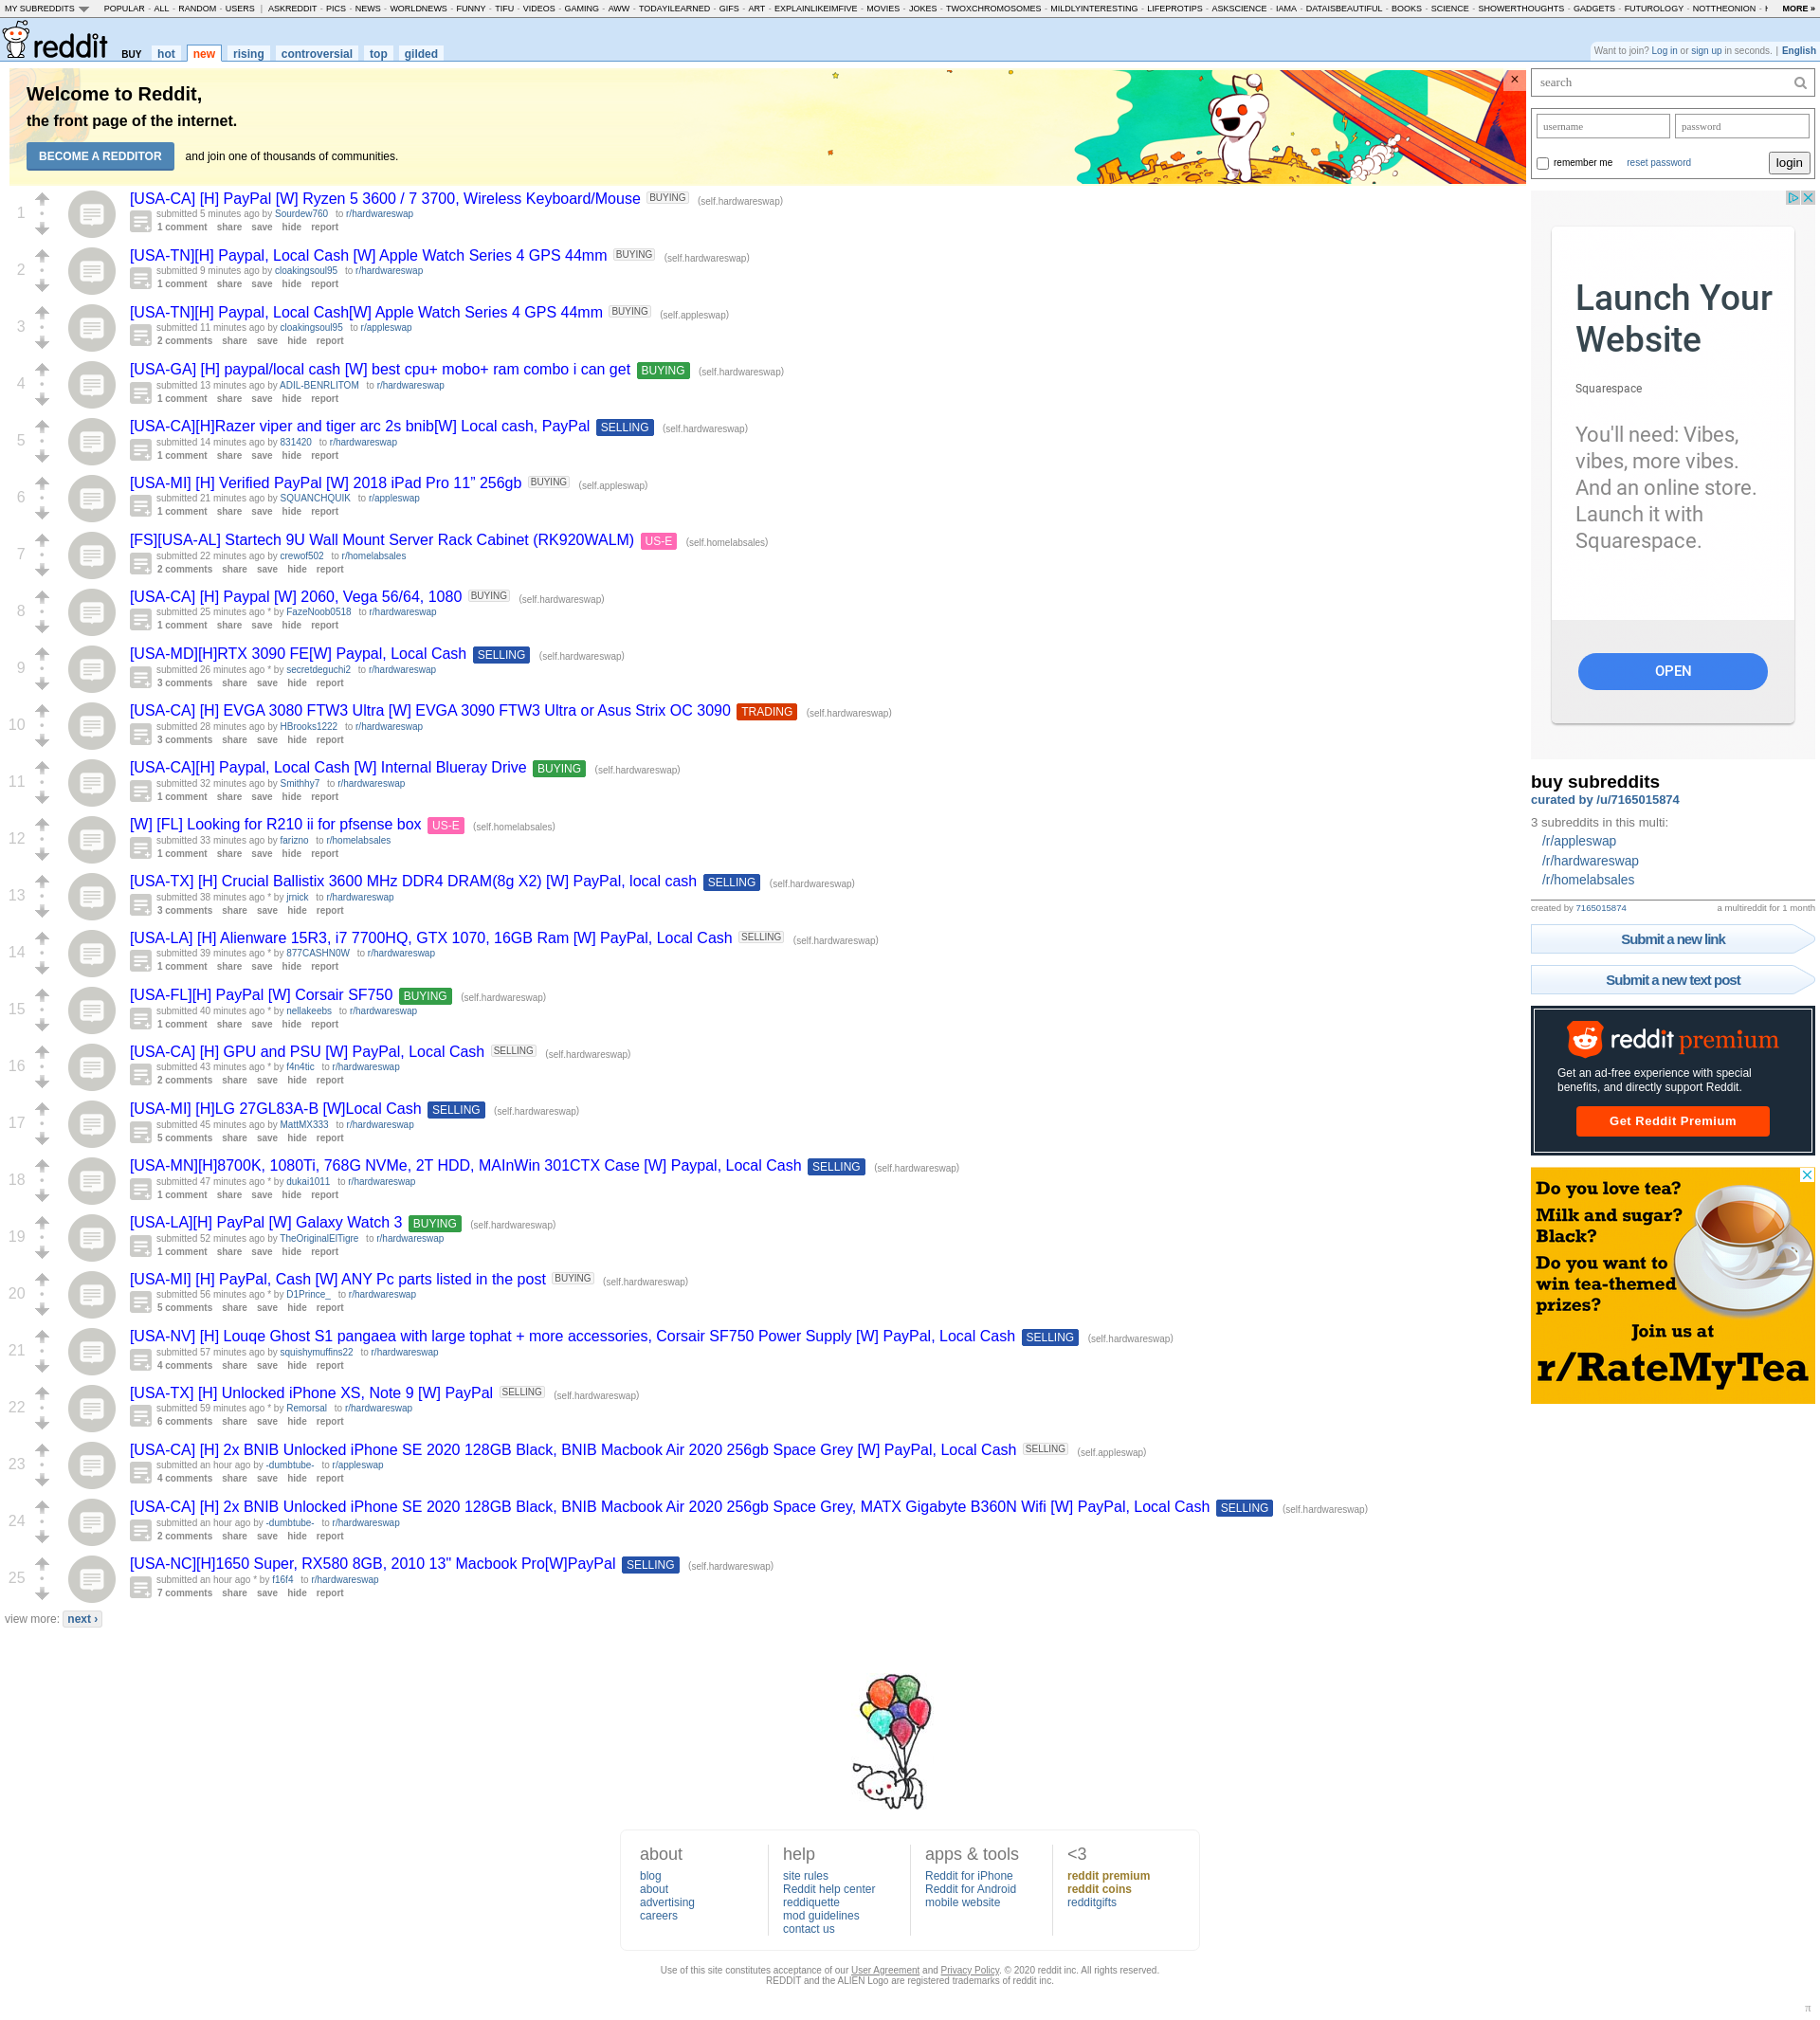 MY SUBREDDITS POPULAR - ALL - RANDOM - USERS | ASKREDDIT - PICS - NEWS - WORLDNEWS - FUNNY - TIFU - VIDEOS - GAMING - AWW - TODAYILEARNED - GIFS - ART - EXPLAINLIKEIMFIVE - MOVIES - JOKES - TWOXCHROMOSOMES - MILDLYINTERESTING - LIFEPROTIPS - ASKSCIENCE - IAMA - DATAISBEAUTIFUL - BOOKS - SCIENCE - SHOWERTHOUGHTS - GADGETS - FUTUROLOGY - NOTTHEONION - MORE »
reddit BUY hot new rising controversial top gilded
Want to join? Log in or sign up in seconds. | English
Welcome to Reddit,
the front page of the internet.
BECOME A REDDITOR and join one of thousands of communities.
×
1
[USA-CA] [H] PayPal [W] Ryzen 5 3600 / 7 3700, Wireless Keyboard/Mouse BUYING (self.hardwareswap)
submitted 5 minutes ago by Sourdew760 to r/hardwareswap
1 comment share save hide report
2
[USA-TN][H] Paypal, Local Cash [W] Apple Watch Series 4 GPS 44mm BUYING (self.hardwareswap)
submitted 9 minutes ago by cloakingsoul95 to r/hardwareswap
1 comment share save hide report
3
[USA-TN][H] Paypal, Local Cash[W] Apple Watch Series 4 GPS 44mm BUYING (self.appleswap)
submitted 11 minutes ago by cloakingsoul95 to r/appleswap
2 comments share save hide report
4
[USA-GA] [H] paypal/local cash [W] best cpu+ mobo+ ram combo i can get BUYING (self.hardwareswap)
submitted 13 minutes ago by ADIL-BENRLITOM to r/hardwareswap
1 comment share save hide report
5
[USA-CA][H]Razer viper and tiger arc 2s bnib[W] Local cash, PayPal SELLING (self.hardwareswap)
submitted 14 minutes ago by 831420 to r/hardwareswap
1 comment share save hide report
6
[USA-MI] [H] Verified PayPal [W] 2018 iPad Pro 11” 256gb BUYING (self.appleswap)
submitted 21 minutes ago by SQUANCHQUIK to r/appleswap
1 comment share save hide report
7
[FS][USA-AL] Startech 9U Wall Mount Server Rack Cabinet (RK920WALM) US-E (self.homelabsales)
submitted 22 minutes ago by crewof502 to r/homelabsales
2 comments share save hide report
8
[USA-CA] [H] Paypal [W] 2060, Vega 56/64, 1080 BUYING (self.hardwareswap)
submitted 25 minutes ago * by FazeNoob0518 to r/hardwareswap
1 comment share save hide report
9
[USA-MD][H]RTX 3090 FE[W] Paypal, Local Cash SELLING (self.hardwareswap)
submitted 26 minutes ago * by secretdeguchi2 to r/hardwareswap
3 comments share save hide report
10
[USA-CA] [H] EVGA 3080 FTW3 Ultra [W] EVGA 3090 FTW3 Ultra or Asus Strix OC 3090 TRADING (self.hardwareswap)
submitted 28 minutes ago by HBrooks1222 to r/hardwareswap
3 comments share save hide report
11
[USA-CA][H] Paypal, Local Cash [W] Internal Blueray Drive BUYING (self.hardwareswap)
submitted 32 minutes ago by Smithhy7 to r/hardwareswap
1 comment share save hide report
12
[W] [FL] Looking for R210 ii for pfsense box US-E (self.homelabsales)
submitted 33 minutes ago by farizno to r/homelabsales
1 comment share save hide report
13
[USA-TX] [H] Crucial Ballistix 3600 MHz DDR4 DRAM(8g X2) [W] PayPal, local cash SELLING (self.hardwareswap)
submitted 38 minutes ago * by jrnick to r/hardwareswap
3 comments share save hide report
14
[USA-LA] [H] Alienware 15R3, i7 7700HQ, GTX 1070, 16GB Ram [W] PayPal, Local Cash SELLING (self.hardwareswap)
submitted 39 minutes ago * by 877CASHN0W to r/hardwareswap
1 comment share save hide report
15
[USA-FL][H] PayPal [W] Corsair SF750 BUYING (self.hardwareswap)
submitted 40 minutes ago * by nellakeebs to r/hardwareswap
1 comment share save hide report
16
[USA-CA] [H] GPU and PSU [W] PayPal, Local Cash SELLING (self.hardwareswap)
submitted 43 minutes ago * by f4n4tic to r/hardwareswap
2 comments share save hide report
17
[USA-MI] [H]LG 27GL83A-B [W]Local Cash SELLING (self.hardwareswap)
submitted 45 minutes ago by MattMX333 to r/hardwareswap
5 comments share save hide report
18
[USA-MN][H]8700K, 1080Ti, 768G NVMe, 2T HDD, MAInWin 301CTX Case [W] Paypal, Local Cash SELLING (self.hardwareswap)
submitted 47 minutes ago * by dukai1011 to r/hardwareswap
1 comment share save hide report
19
[USA-LA][H] PayPal [W] Galaxy Watch 3 BUYING (self.hardwareswap)
submitted 52 minutes ago by TheOriginalElTigre to r/hardwareswap
1 comment share save hide report
20
[USA-MI] [H] PayPal, Cash [W] ANY Pc parts listed in the post BUYING (self.hardwareswap)
submitted 56 minutes ago * by D1Prince_ to r/hardwareswap
5 comments share save hide report
21
[USA-NV] [H] Louqe Ghost S1 pangaea with large tophat + more accessories, Corsair SF750 Power Supply [W] PayPal, Local Cash SELLING (self.hardwareswap)
submitted 57 minutes ago by squishymuffins22 to r/hardwareswap
4 comments share save hide report
22
[USA-TX] [H] Unlocked iPhone XS, Note 9 [W] PayPal SELLING (self.hardwareswap)
submitted 59 minutes ago * by Remorsal to r/hardwareswap
6 comments share save hide report
23
[USA-CA] [H] 2x BNIB Unlocked iPhone SE 2020 128GB Black, BNIB Macbook Air 2020 256gb Space Grey [W] PayPal, Local Cash SELLING (self.appleswap)
submitted an hour ago by -dumbtube- to r/appleswap
4 comments share save hide report
24
[USA-CA] [H] 2x BNIB Unlocked iPhone SE 2020 128GB Black, BNIB Macbook Air 2020 256gb Space Grey, MATX Gigabyte B360N Wifi [W] PayPal, Local Cash SELLING (self.hardwareswap)
submitted an hour ago by -dumbtube- to r/hardwareswap
2 comments share save hide report
25
[USA-NC][H]1650 Super, RX580 8GB, 2010 13" Macbook Pro[W]PayPal SELLING (self.hardwareswap)
submitted an hour ago * by f16f4 to r/hardwareswap
7 comments share save hide report
view more: next ›
search
username password
remember me reset password login
Launch Your
Website
Squarespace
You'll need: Vibes,
vibes, more vibes.
And an online store.
Launch it with
Squarespace.
OPEN
buy subreddits
curated by /u/7165015874
3 subreddits in this multi:
/r/appleswap
/r/hardwareswap
/r/homelabsales
created by 7165015874 a multireddit for 1 month
Submit a new link
Submit a new text post
reddit premium
Get an ad-free experience with special
benefits, and directly support Reddit.
Get Reddit Premium
Do you love tea?
Milk and sugar?
Black?
Do you want to
win tea-themed
prizes?
Join us at
r/RateMyTea
about
blog
about
advertising
careers
help
site rules
Reddit help center
reddiquette
mod guidelines
contact us
apps & tools
Reddit for iPhone
Reddit for Android
mobile website
<3
reddit premium
reddit coins
redditgifts
Use of this site constitutes acceptance of our User Agreement and Privacy Policy. © 2020 reddit inc. All rights reserved.
REDDIT and the ALIEN Logo are registered trademarks of reddit inc.
π